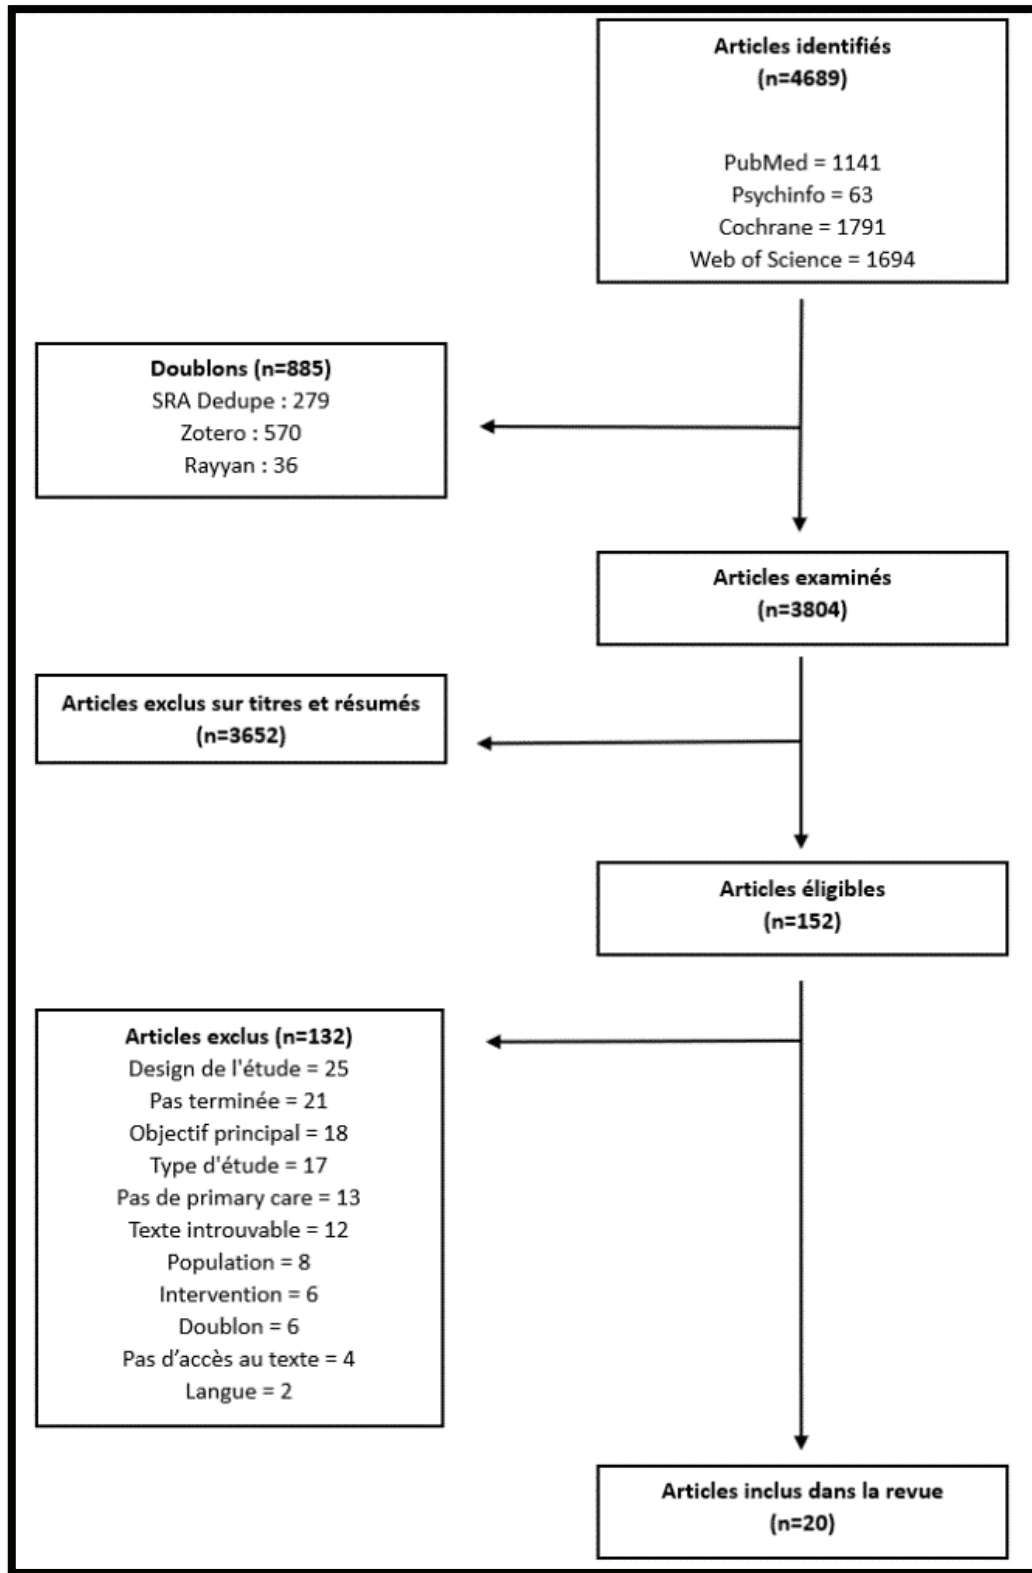 Articles identifiés
(n=4689)
PubMed = 1141
Psychinfo = 63
Cochrane = 1791
Web of Science = 1694
Doublons (n=885)
SRA Dedupe : 279
Zotero : 570
Rayyan : 36
Articles examinés
(n=3804)
Articles exclus sur titres et résumés
(n=3652)
Articles éligibles
(n=152)
Articles exclus (n=132)
Design de l'étude = 25
Pas terminée = 21
Objectif principal = 18
Type d'étude = 17
Pas de primary care = 13
Texte introuvable = 12
Population = 8
Intervention = 6
Doublon = 6
Pas d’accès au texte = 4
Langue = 2
Articles inclus dans la revue
(n=20)